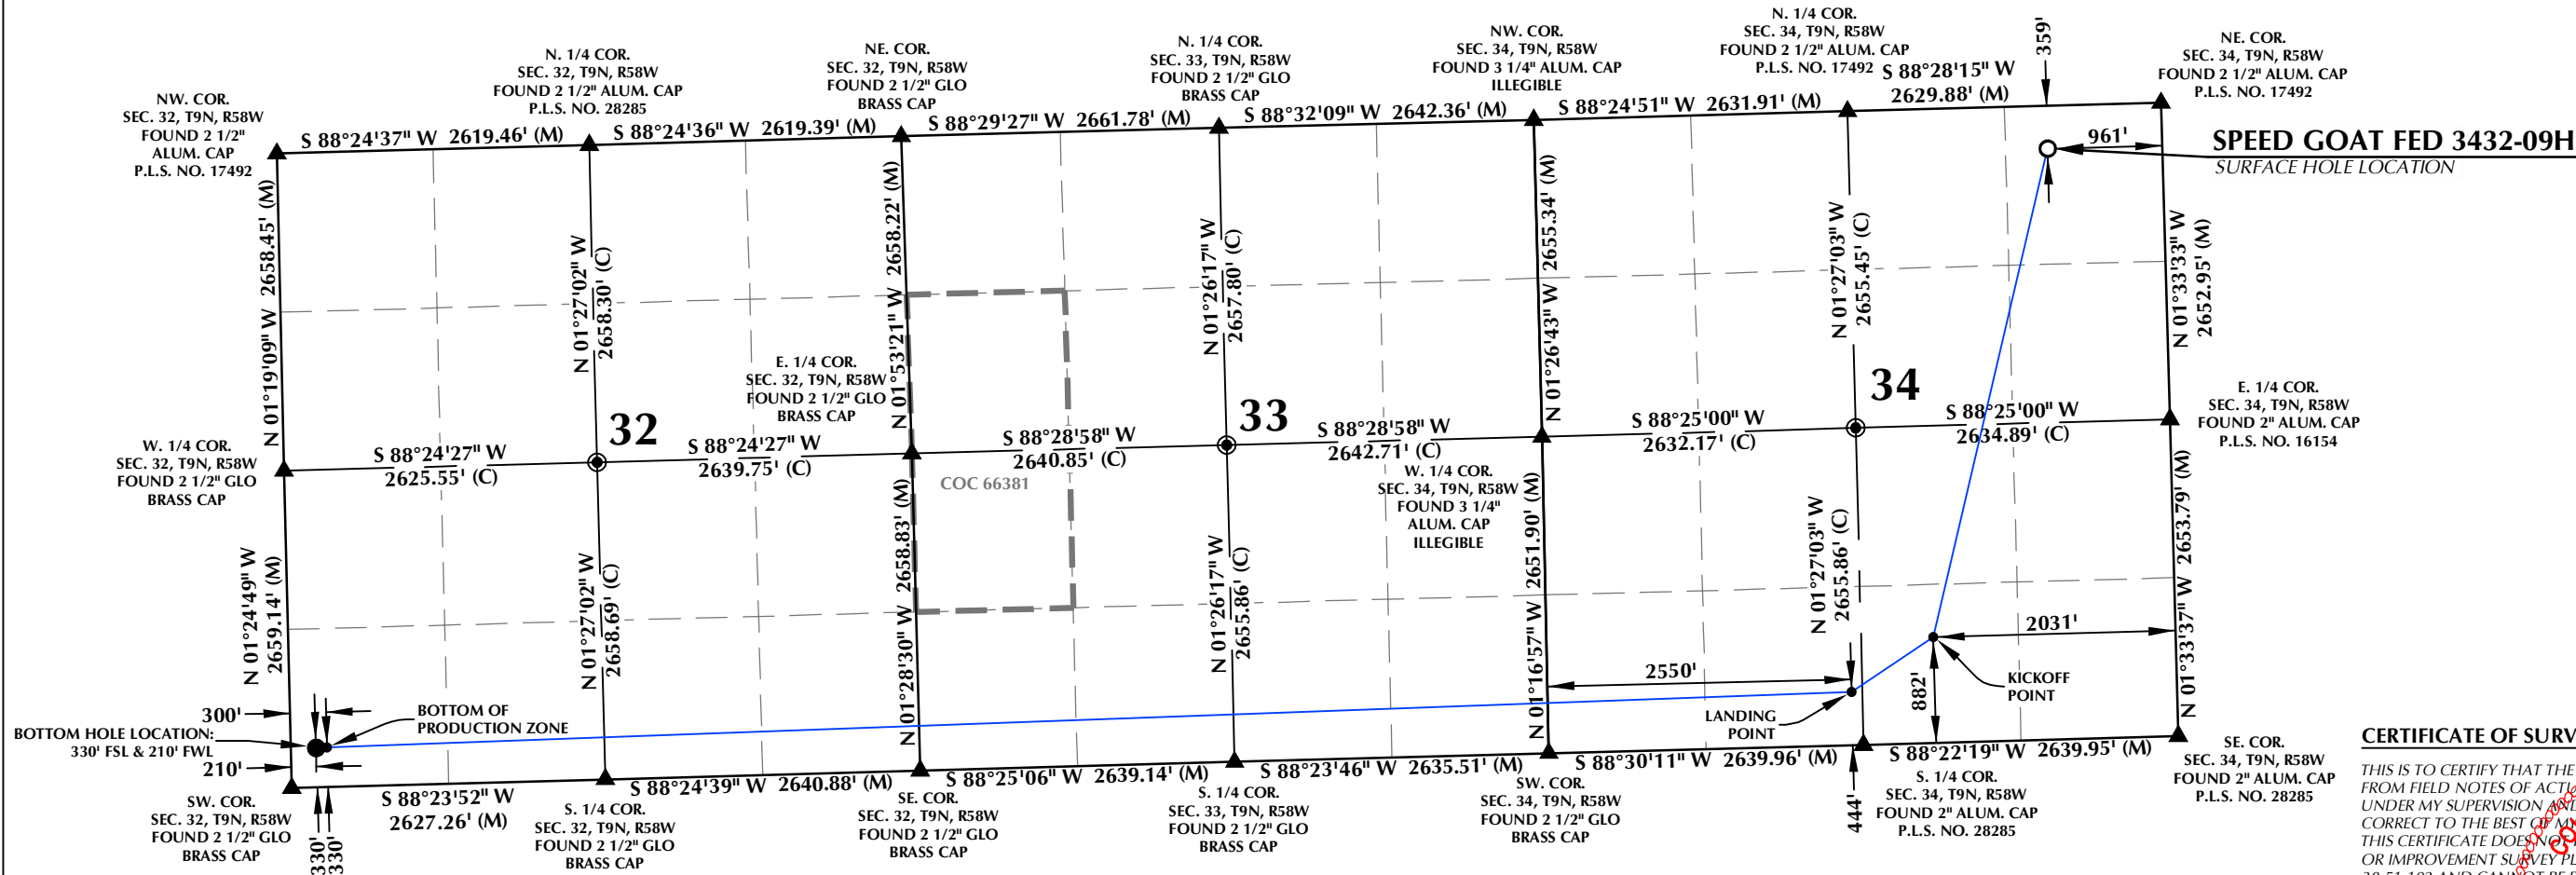 NW. COR.
SEC. 32, T9N, R58W
FOUND 2 1/2"
ALUM. CAP
P.L.S. NO. 17492
N. 1/4 COR.
SEC. 32, T9N, R58W
FOUND 2 1/2" ALUM. CAP
P.L.S. NO. 28285
NE. COR.
SEC. 32, T9N, R58W
FOUND 2 1/2" GLO
BRASS CAP
N. 1/4 COR.
SEC. 33, T9N, R58W
FOUND 2 1/2" GLO
BRASS CAP
NW. COR.
SEC. 34, T9N, R58W
FOUND 3 1/4" ALUM. CAP
ILLEGIBLE
N. 1/4 COR.
SEC. 34, T9N, R58W
FOUND 2 1/2" ALUM. CAP
P.L.S. NO. 17492
359'
NE. COR.
SEC. 34, T9N, R58W
FOUND 2 1/2" ALUM. CAP
P.L.S. NO. 17492
S 88°24'37" W 2619.46' (M)
S 88°24'36" W 2619.39' (M)
S 88°29'27" W 2661.78' (M)
S 88°32'09" W 2642.36' (M)
S 88°24'51" W 2631.91' (M)
S 88°28'15" W
2629.88' (M)
961'
SPEED GOAT FED 3432-09H
SURFACE HOLE LOCATION
N 01°19'09" W 2658.45' (M)
N 01°27'02" W
2658.30' (C)
N 01°53'21" W 2658.22' (M)
N 01°26'17" W
2657.80' (C)
N 01°26'43" W 2655.34' (M)
N 01°27'03" W
2655.45' (C)
N 01°33'33" W
2652.95' (M)
E. 1/4 COR.
SEC. 32, T9N, R58W
FOUND 2 1/2" GLO
BRASS CAP
32
33
34
E. 1/4 COR.
SEC. 34, T9N, R58W
FOUND 2" ALUM. CAP
P.L.S. NO. 16154
W. 1/4 COR.
SEC. 32, T9N, R58W
FOUND 2 1/2" GLO
BRASS CAP
S 88°24'27" W
2625.55' (C)
S 88°24'27" W
2639.75' (C)
S 88°28'58" W
2640.85' (C)
S 88°28'58" W
2642.71' (C)
S 88°25'00" W
2632.17' (C)
S 88°25'00" W
2634.89' (C)
COC 66381
W. 1/4 COR.
SEC. 34, T9N, R58W
FOUND 3 1/4"
ALUM. CAP
ILLEGIBLE
N 01°24'49" W
2659.14' (M)
N 01°27'02" W
2658.69' (C)
N 01°28'30" W 2658.83' (M)
N 01°26'17" W
2655.86' (C)
N 01°16'57" W 2651.90' (M)
N 01°27'03" W
2655.86' (C)
N 01°33'37" W 2653.79' (M)
2031'
2550'
882'
KICKOFF
POINT
LANDING
POINT
300'
BOTTOM HOLE LOCATION:
330' FSL & 210' FWL
210'
BOTTOM OF
PRODUCTION ZONE
330'
330'
444'
S 88°23'52" W
2627.26' (M)
S 88°24'39" W 2640.88' (M)
S 88°25'06" W 2639.14' (M)
S 88°23'46" W 2635.51' (M)
S 88°30'11" W 2639.96' (M)
S 88°22'19" W 2639.95' (M)
SW. COR.
SEC. 32, T9N, R58W
FOUND 2 1/2" GLO
BRASS CAP
S. 1/4 COR.
SEC. 32, T9N, R58W
FOUND 2 1/2" GLO
BRASS CAP
SE. COR.
SEC. 32, T9N, R58W
FOUND 2 1/2" GLO
BRASS CAP
S. 1/4 COR.
SEC. 33, T9N, R58W
FOUND 2 1/2" GLO
BRASS CAP
SW. COR.
SEC. 34, T9N, R58W
FOUND 2 1/2" GLO
BRASS CAP
S. 1/4 COR.
SEC. 34, T9N, R58W
FOUND 2" ALUM. CAP
P.L.S. NO. 28285
SE. COR.
SEC. 34, T9N, R58W
FOUND 2" ALUM. CAP
P.L.S. NO. 28285
CERTIFICATE OF SURV
THIS IS TO CERTIFY THAT THE
FROM FIELD NOTES OF
UNDER MY SUPERVISION
CORRECT TO THE BEST OF
THIS CERTIFICATE DOES NOT
OR IMPROVEMENT SURVEY